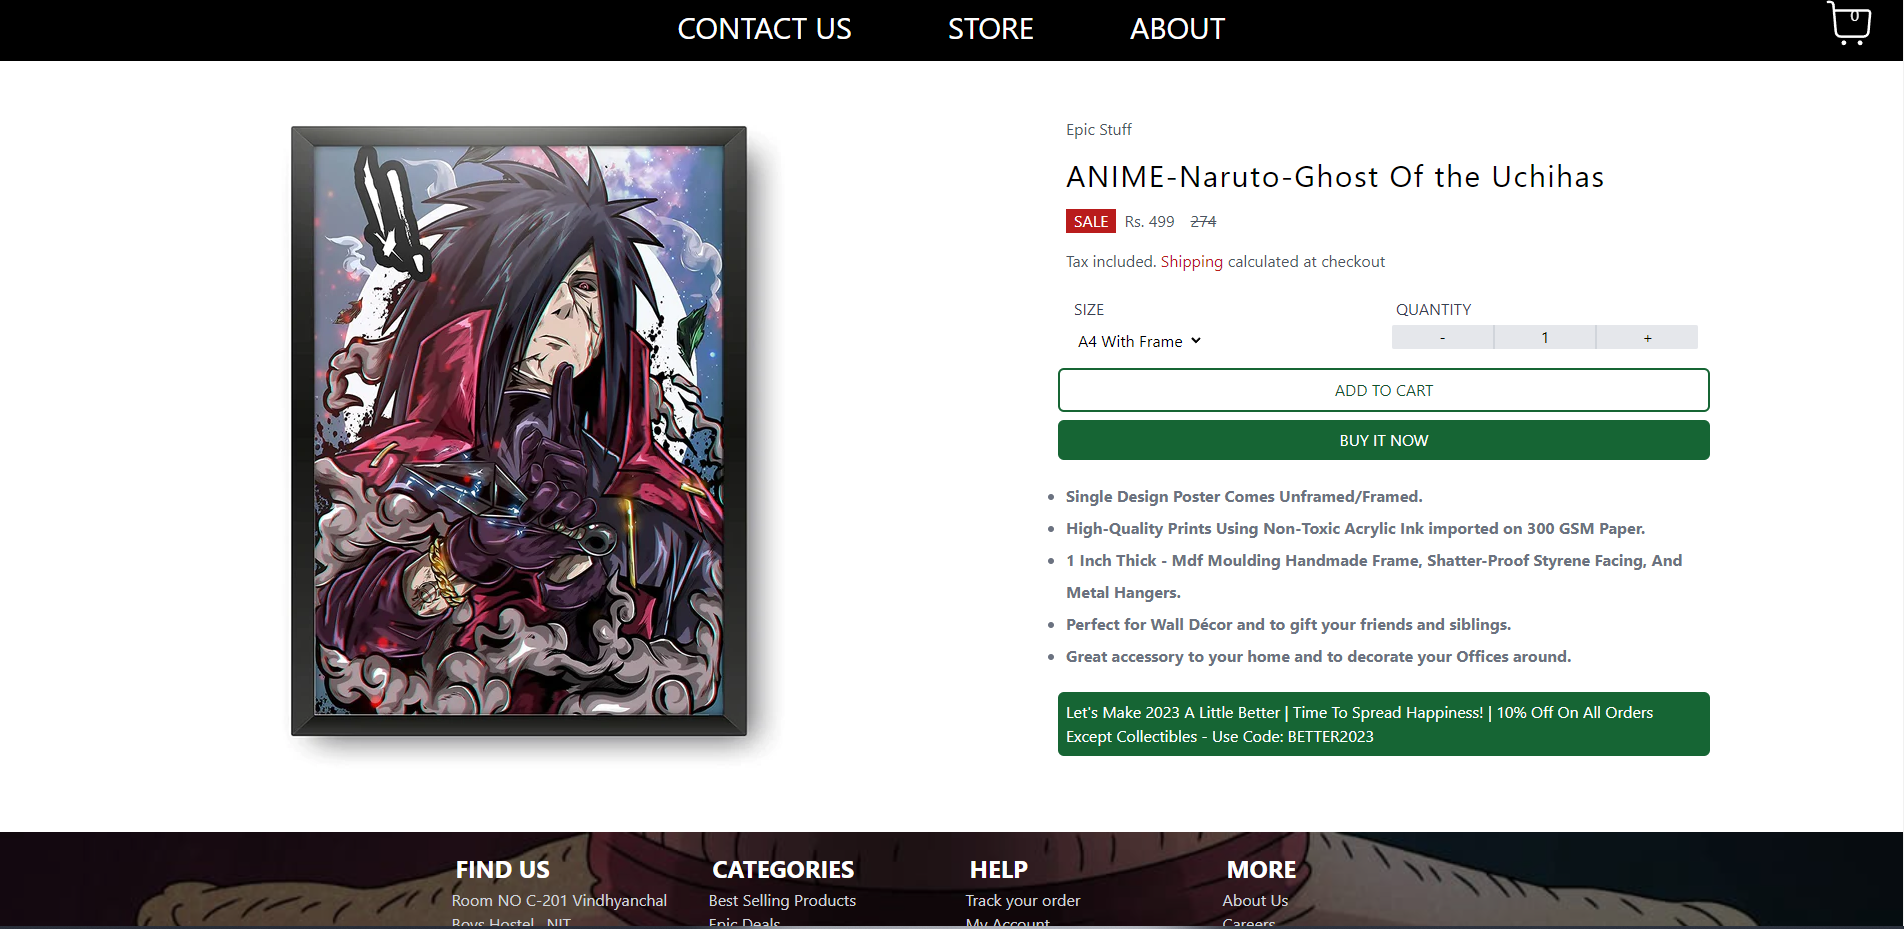 CONTACT US STORE ABOUT 0
Epic Stuff
ANIME-Naruto-Ghost Of the Uchihas
SALE Rs. 499 274
Tax included. Shipping calculated at checkout
SIZE QUANTITY
A4 With Frame - 1 +
ADD TO CART
BUY IT NOW
Single Design Poster Comes Unframed/Framed.
High-Quality Prints Using Non-Toxic Acrylic Ink imported on 300 GSM Paper.
1 Inch Thick - Mdf Moulding Handmade Frame, Shatter-Proof Styrene Facing, And
Metal Hangers.
Perfect for Wall Décor and to gift your friends and siblings.
Great accessory to your home and to decorate your Offices around.
Let's Make 2023 A Little Better | Time To Spread Happiness! | 10% Off On All Orders
Except Collectibles - Use Code: BETTER2023
FIND US CATEGORIES HELP MORE
Room NO C-201 Vindhyanchal Best Selling Products Track your order About Us
Boys Hostel, NIT Epic Deals My Account Careers